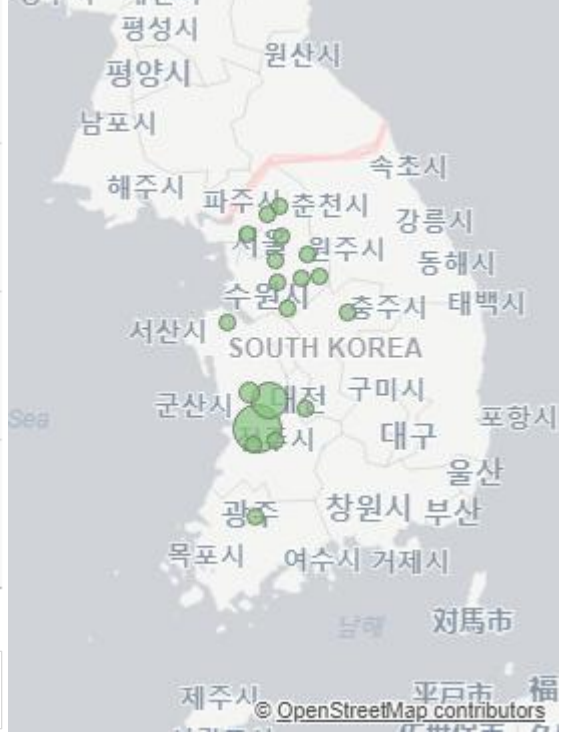 평성시
원산시
평양시
남포시
속초시
해주시
파주시
춘천시
강릉시
서울
원주시
동해시
수원시
충주시
태백시
서산시
SOUTH KOREA
구미시
대전
군산시
포항시
Sea
대구
전주시
울산
광주
창원시
부산
목포시
여수시
거제시
남해
対馬市
제주시
平戸市
福
© OpenStreetMap contributors